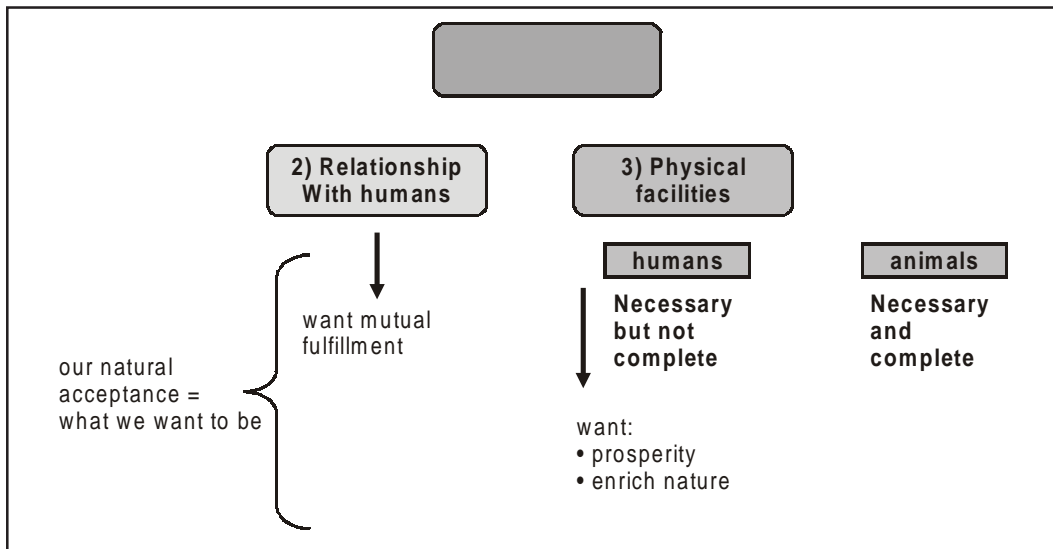 2) Relationship
With humans
3) Physical
facilities
humans
animals
Necessary
but not
complete
Necessary
and
complete
want mutual
fulfillment
our natural
acceptance =
what we want to be
want:
• prosperity
• enrich nature